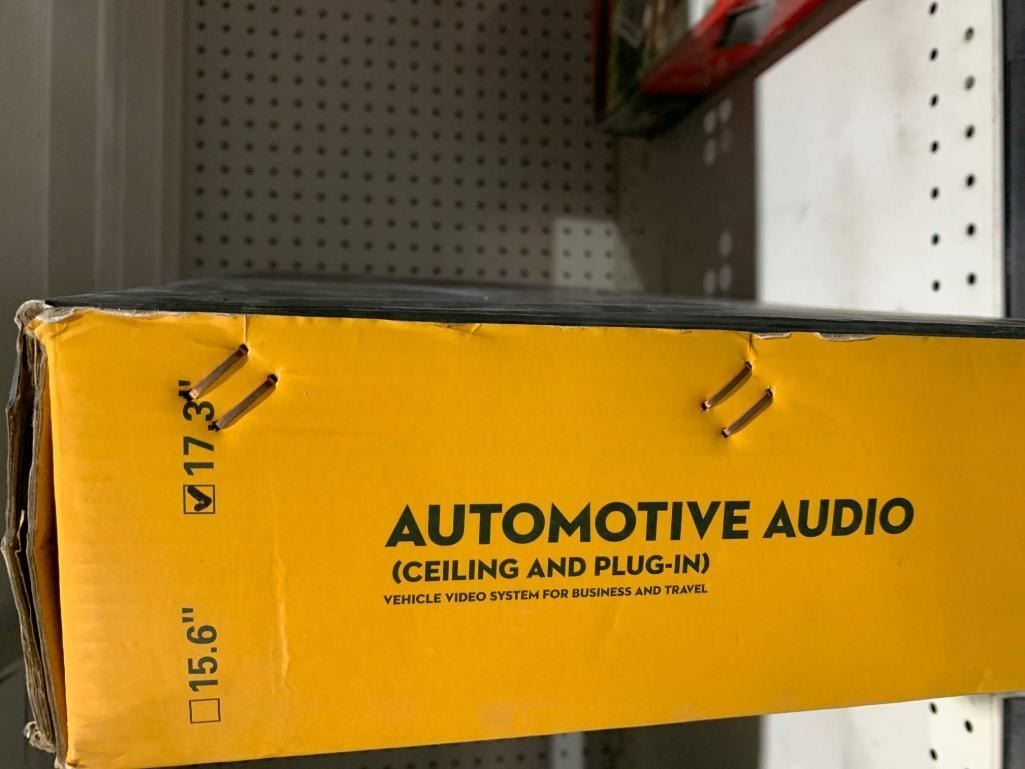 AUTOMOTIVE AUDIO
(CEILING AND PLUG-IN)
VEHICLE VIDEO SYSTEM FOR BUSINESS AND TRAVEL
15.6"
17.3"